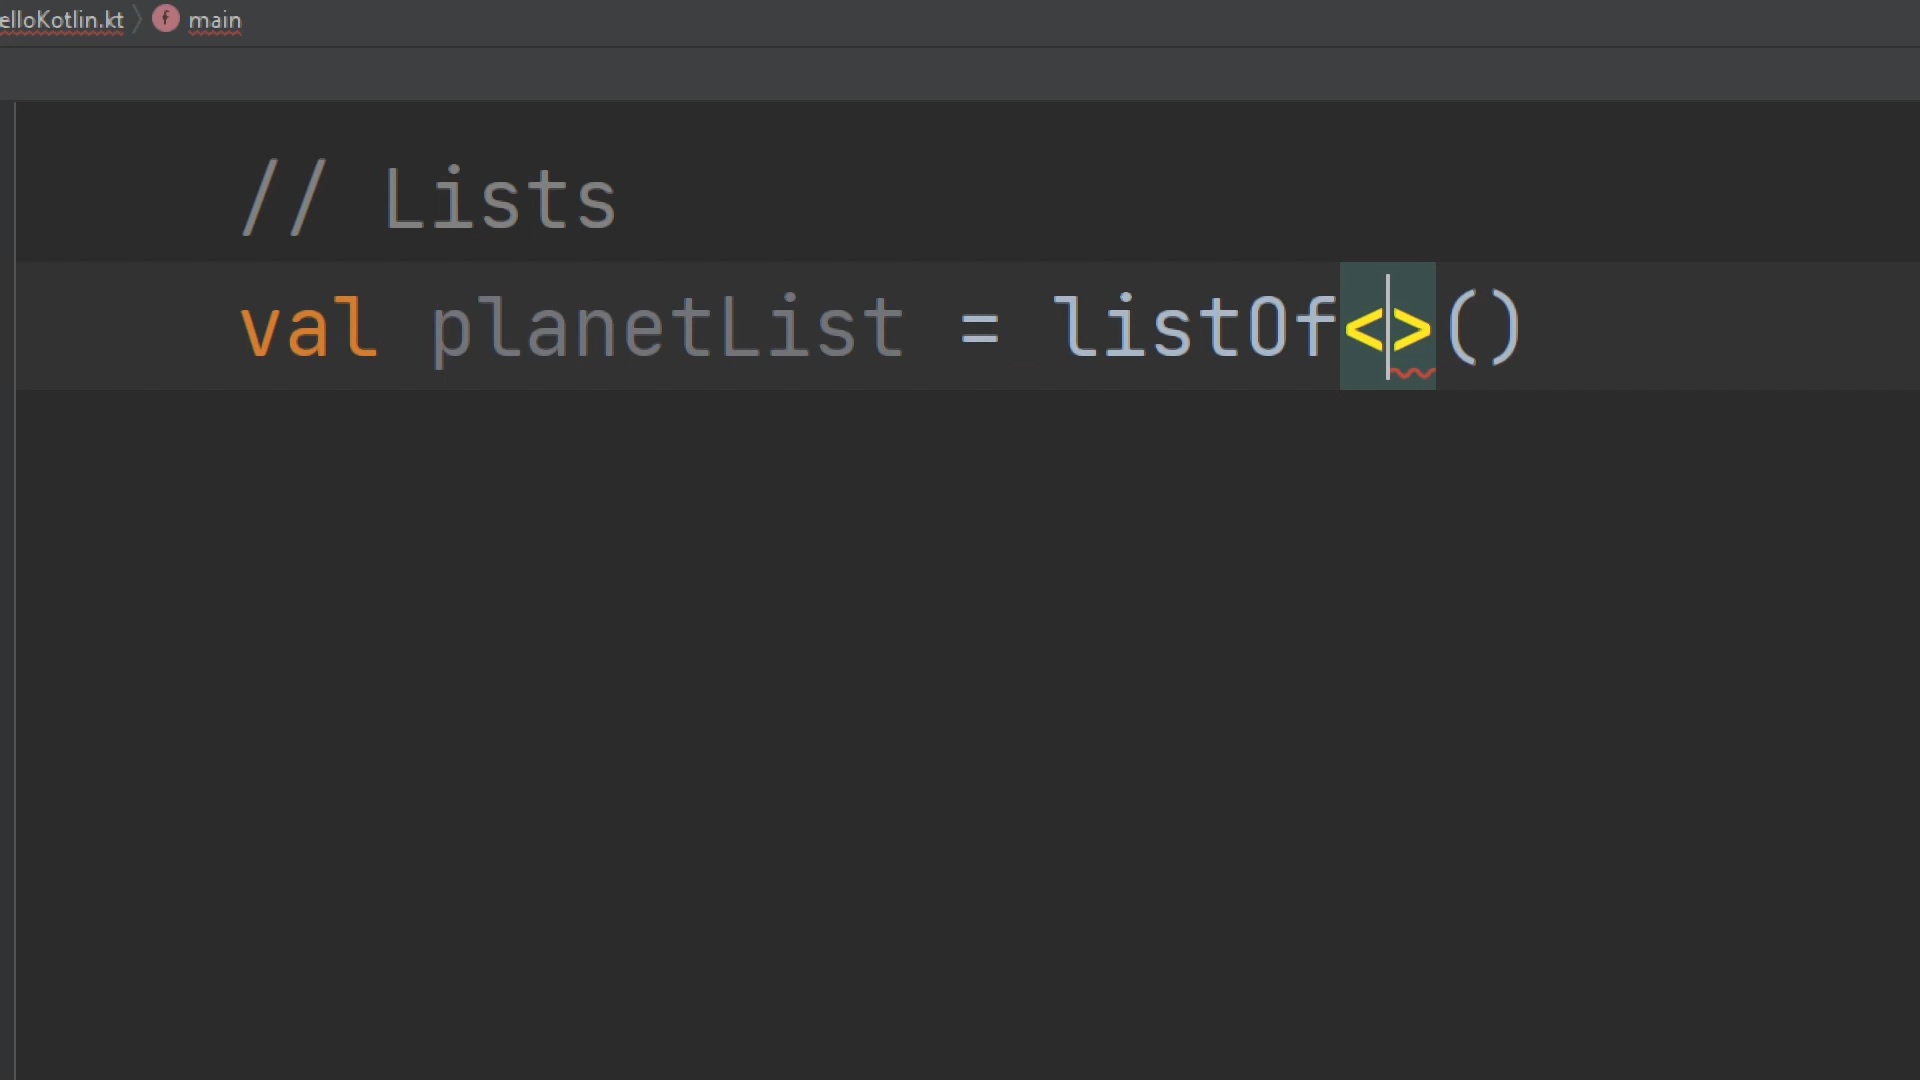 elloKotlin.kt f main
// Lists
val planetList = listOf<>()